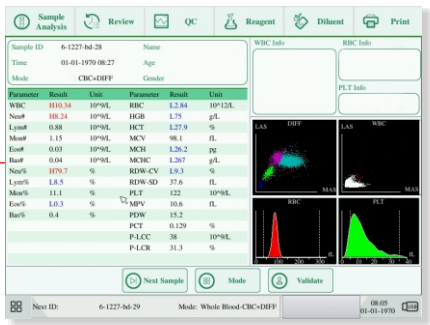 Sample Analysis Review QC Reagent Diluent Print
Sample ID 6-1227-bd-28 Name
Time 01-01-1970 08:27 Age
Mode CBC+DIFF Gender
WBC Info RBC Info
PLT Info
Parameter Result Unit Parameter Result Unit
WBC H10.34 10^9/L RBC L2.84 10^12/L
Neu# H8.24 10^9/L HGB L75 g/L
Lym# 0.88 10^9/L HCT L27.9 %
Mon# 1.15 10^9/L MCV 98.1 fL
Eos# 0.03 10^9/L MCH L26.2 pg
Bas# 0.04 10^9/L MCHC L267 g/L
Neu% H79.7 % RDW-CV L9.3 %
Lym% L8.5 % RDW-SD 37.6 fL
Mon% 11.1 % PLT 122 10^9/L
Eos% L0.3 % MPV 10.6 fL
Bas% 0.4 % PDW 15.2
PCT 0.129 %
P-LCC 38 10^9/L
P-LCR 31.3 %
LAS DIFF MAS
LAS WBC MAS
RBC fL
100 200
PLT fL
10 20 30 40
Next Sample Mode Validate
Next ID: 6-1227-bd-29 Mode: Whole Blood-CBC+DIFF 08:05
01-01-1970